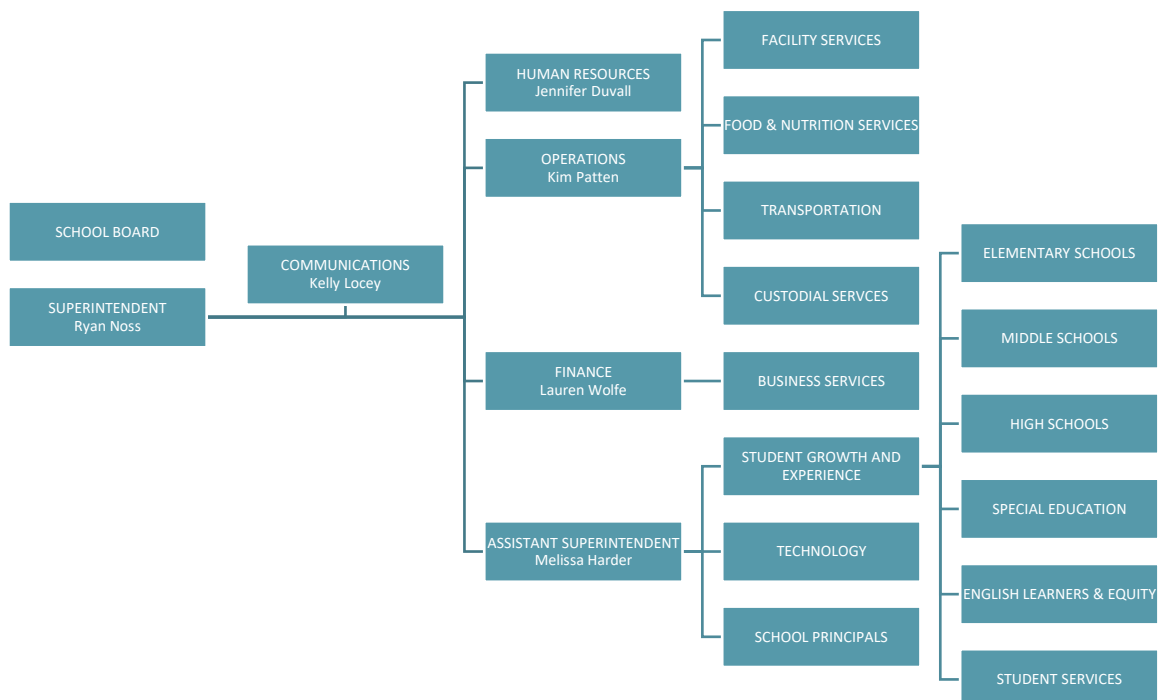 SCHOOL BOARD
SUPERINTENDENT
Ryan Noss
COMMUNICATIONS
Kelly Locey
HUMAN RESOURCES
Jennifer Duvall
OPERATIONS
Kim Patten
FACILITY SERVICES
FOOD & NUTRITION SERVICES
TRANSPORTATION
CUSTODIAL SERVCES
FINANCE
Lauren Wolfe
BUSINESS SERVICES
ASSISTANT SUPERINTENDENT
Melissa Harder
STUDENT GROWTH AND
EXPERIENCE
TECHNOLOGY
SCHOOL PRINCIPALS
ELEMENTARY SCHOOLS
MIDDLE SCHOOLS
HIGH SCHOOLS
SPECIAL EDUCATION
ENGLISH LEARNERS & EQUITY
STUDENT SERVICES